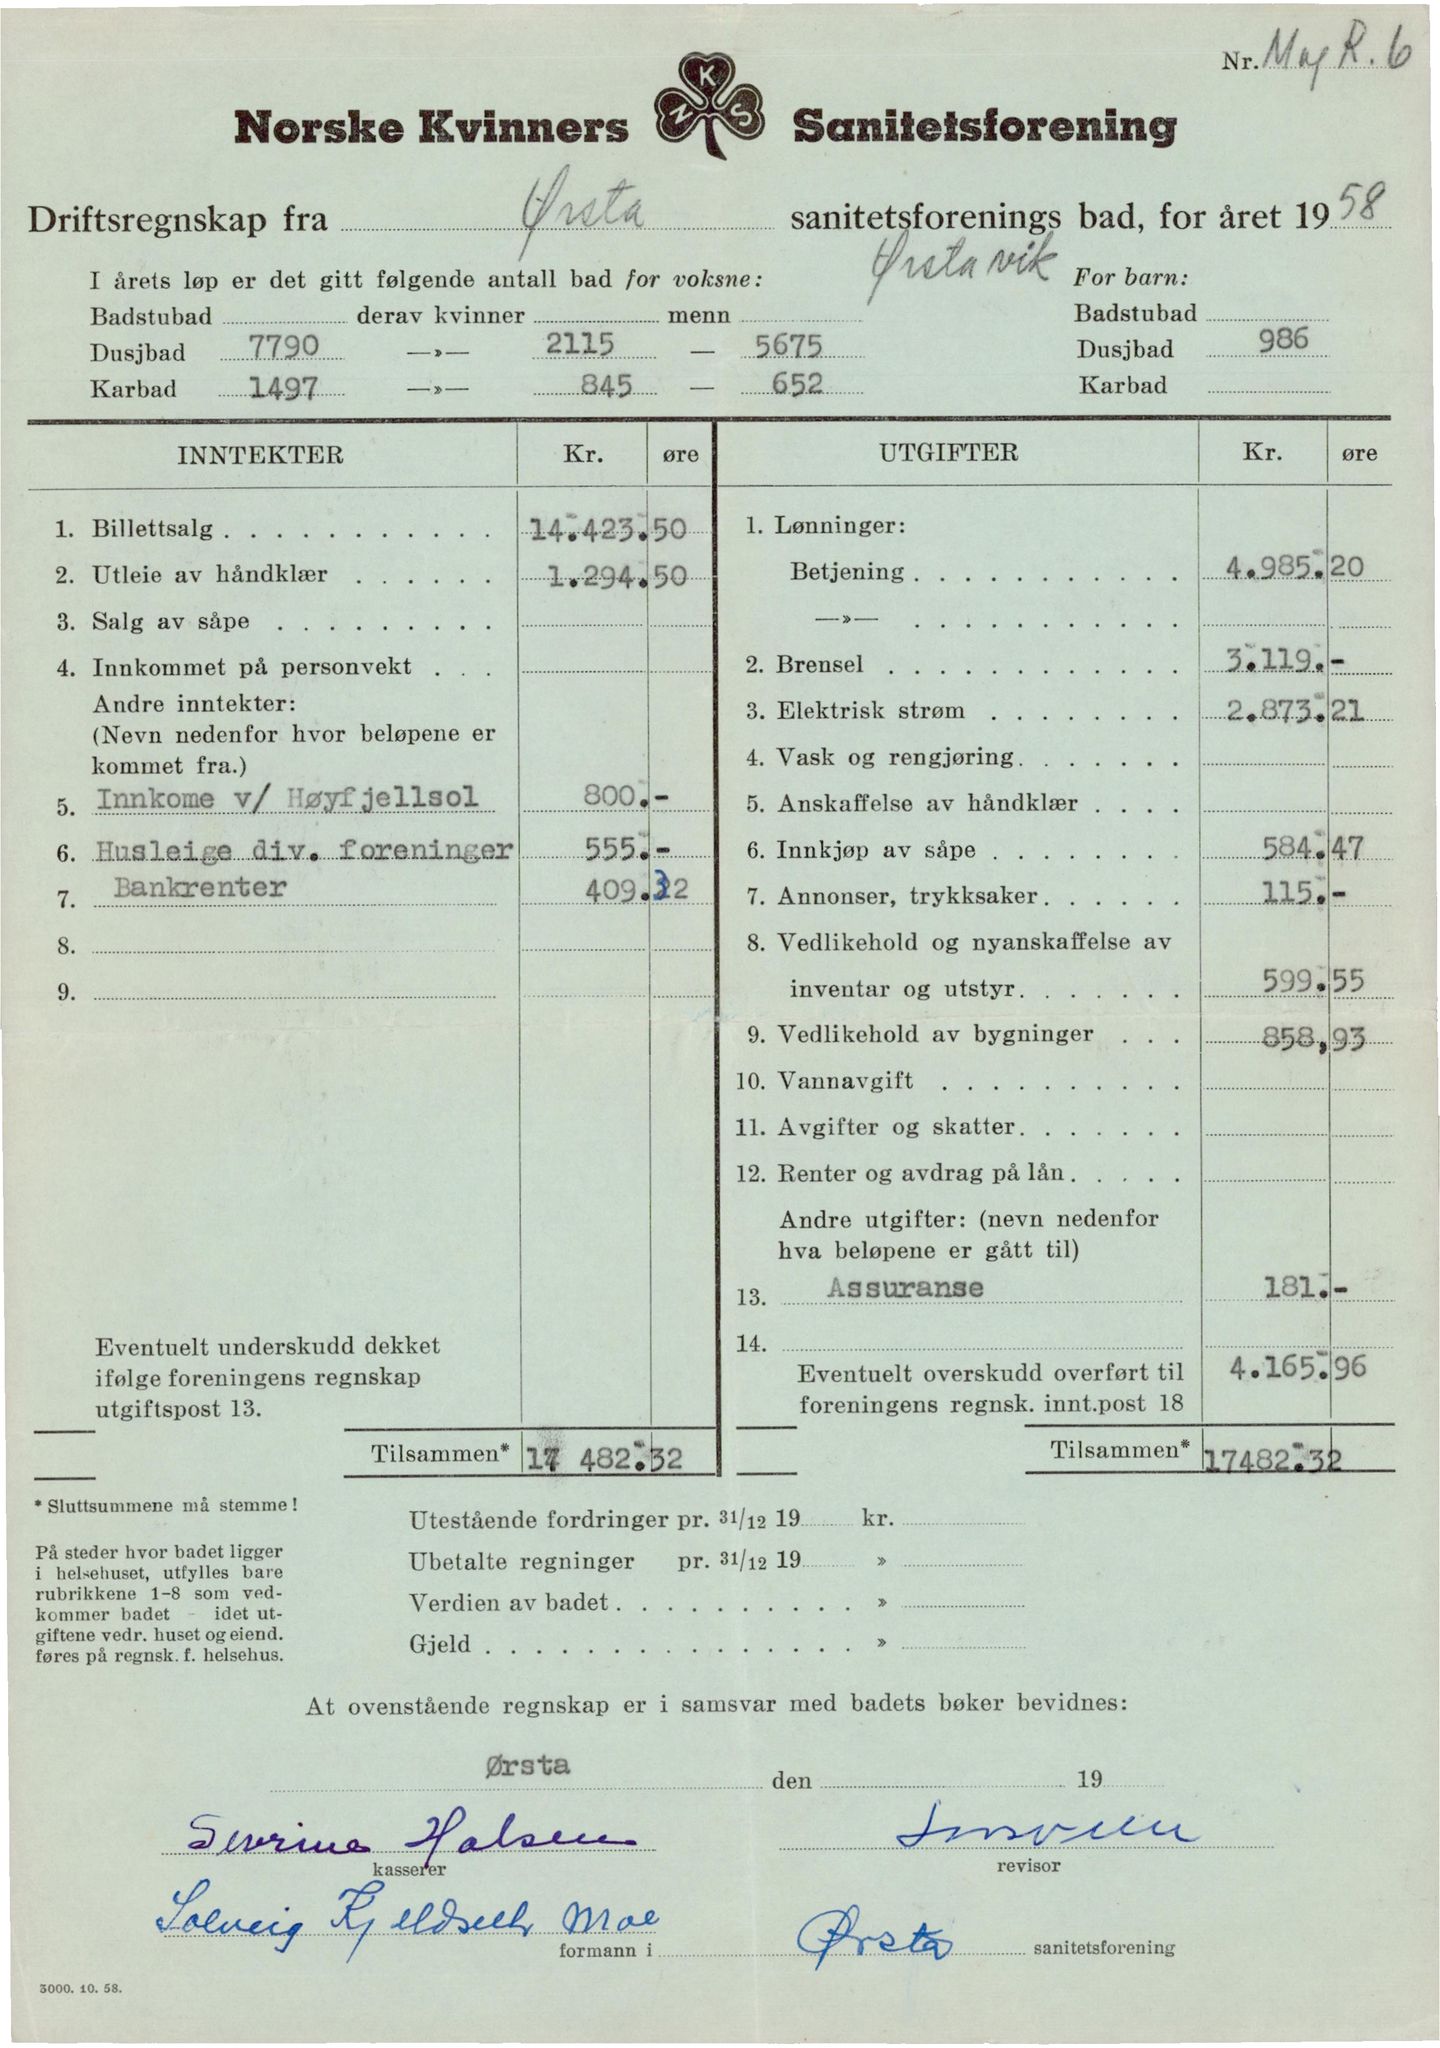 Nr. Møg R. 6
Norske Kvinners NKS Sanitetsforening
Driftsregnskap fra Ørsta sanitetsforenings bad, for året 1958
Ørstavik
I årets løp er det gitt følgende antall bad for voksne: For barn:
Badstubad derav kvinner menn Badstubad
Dusjbad 7790 —»— 2115 — 5675 Dusjbad 986
Karbad 1497 —»— 845 — 652 Karbad
INNTEKTER Kr. øre
1. Billettsalg 14.423.50
2. Utleie av håndklær 1.294.50
3. Salg av såpe
4. Innkommet på personvekt
Andre inntekter:
(Nevn nedenfor hvor beløpene er
kommet fra.)
5. Innkome v/ Høyfjellsol 800.-
6. Husleige div. foreninger 555.-
7. Bankrenter 409.32
8.
9.
Eventuelt underskudd dekket
ifølge foreningens regnskap
utgiftspost 13.
Tilsammen* 17 482.32
UTGIFTER Kr. øre
1. Lønninger:
Betjening 4.985.20
—»—
2. Brensel 3.119.-
3. Elektrisk strøm 2.873.21
4. Vask og rengjøring
5. Anskaffelse av håndklær
6. Innkjøp av såpe 584.47
7. Annonser, trykksaker 115.-
8. Vedlikehold og nyanskaffelse av
inventar og utstyr 599.55
9. Vedlikehold av bygninger 858,93
10. Vannavgift
11. Avgifter og skatter
12. Renter og avdrag på lån
Andre utgifter: (nevn nedenfor
hva beløpene er gått til)
13. Assuranse 181.-
14.
Eventuelt overskudd overført til
foreningens regnsk. innt.post 18 4.165.96
Tilsammen* 17482.32
* Sluttsummene må stemme!
På steder hvor badet ligger
i helsehuset, utfylles bare
rubrikkene 1-8 som ved-
kommer badet - idet ut-
giftene vedr. huset og eiend.
føres på regnsk. f. helsehus.
Utestående fordringer pr. 31/12 19 kr.
Ubetalte regninger pr. 31/12 19 »
Verdien av badet »
Gjeld »
At ovenstående regnskap er i samsvar med badets bøker bevidnes:
Ørsta den 19
Severine Halsen
kasserer revisor
Solveig Kjeldseth Moe Ørsta
formann i sanitetsforening
3000. 10. 58.